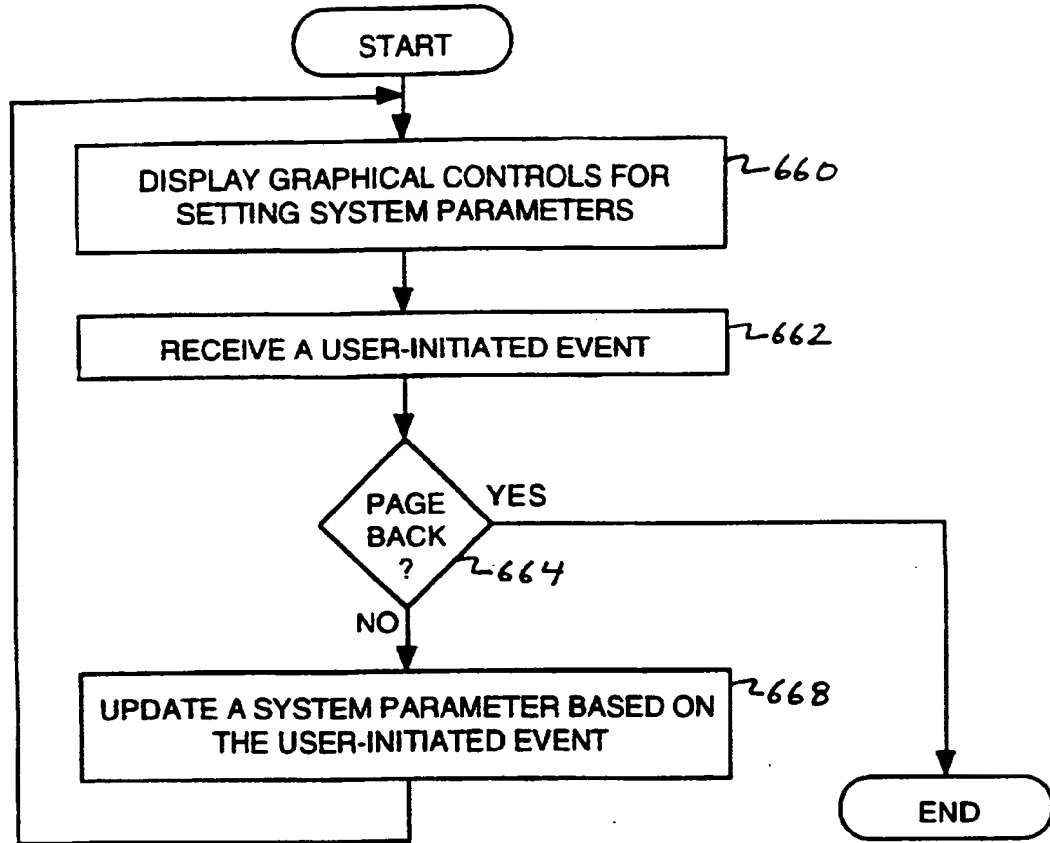 START
DISPLAY GRAPHICAL CONTROLS FOR
SETTING SYSTEM PARAMETERS
660
RECEIVE A USER-INITIATED EVENT
662
PAGE
BACK
?
YES
664
NO
UPDATE A SYSTEM PARAMETER BASED ON
THE USER-INITIATED EVENT
668
END